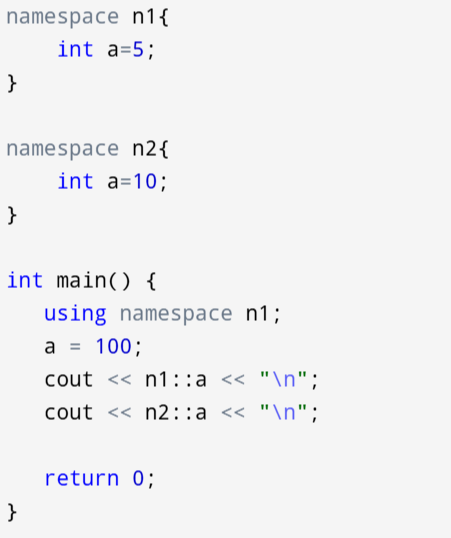 namespace n1{
int a=5;
}
namespace n2{
int a=10;
}
int main() {
using namespace n1;
a = 100;
cout << n1::a << "\n";
cout << n2::a << "\n";
return 0;
}